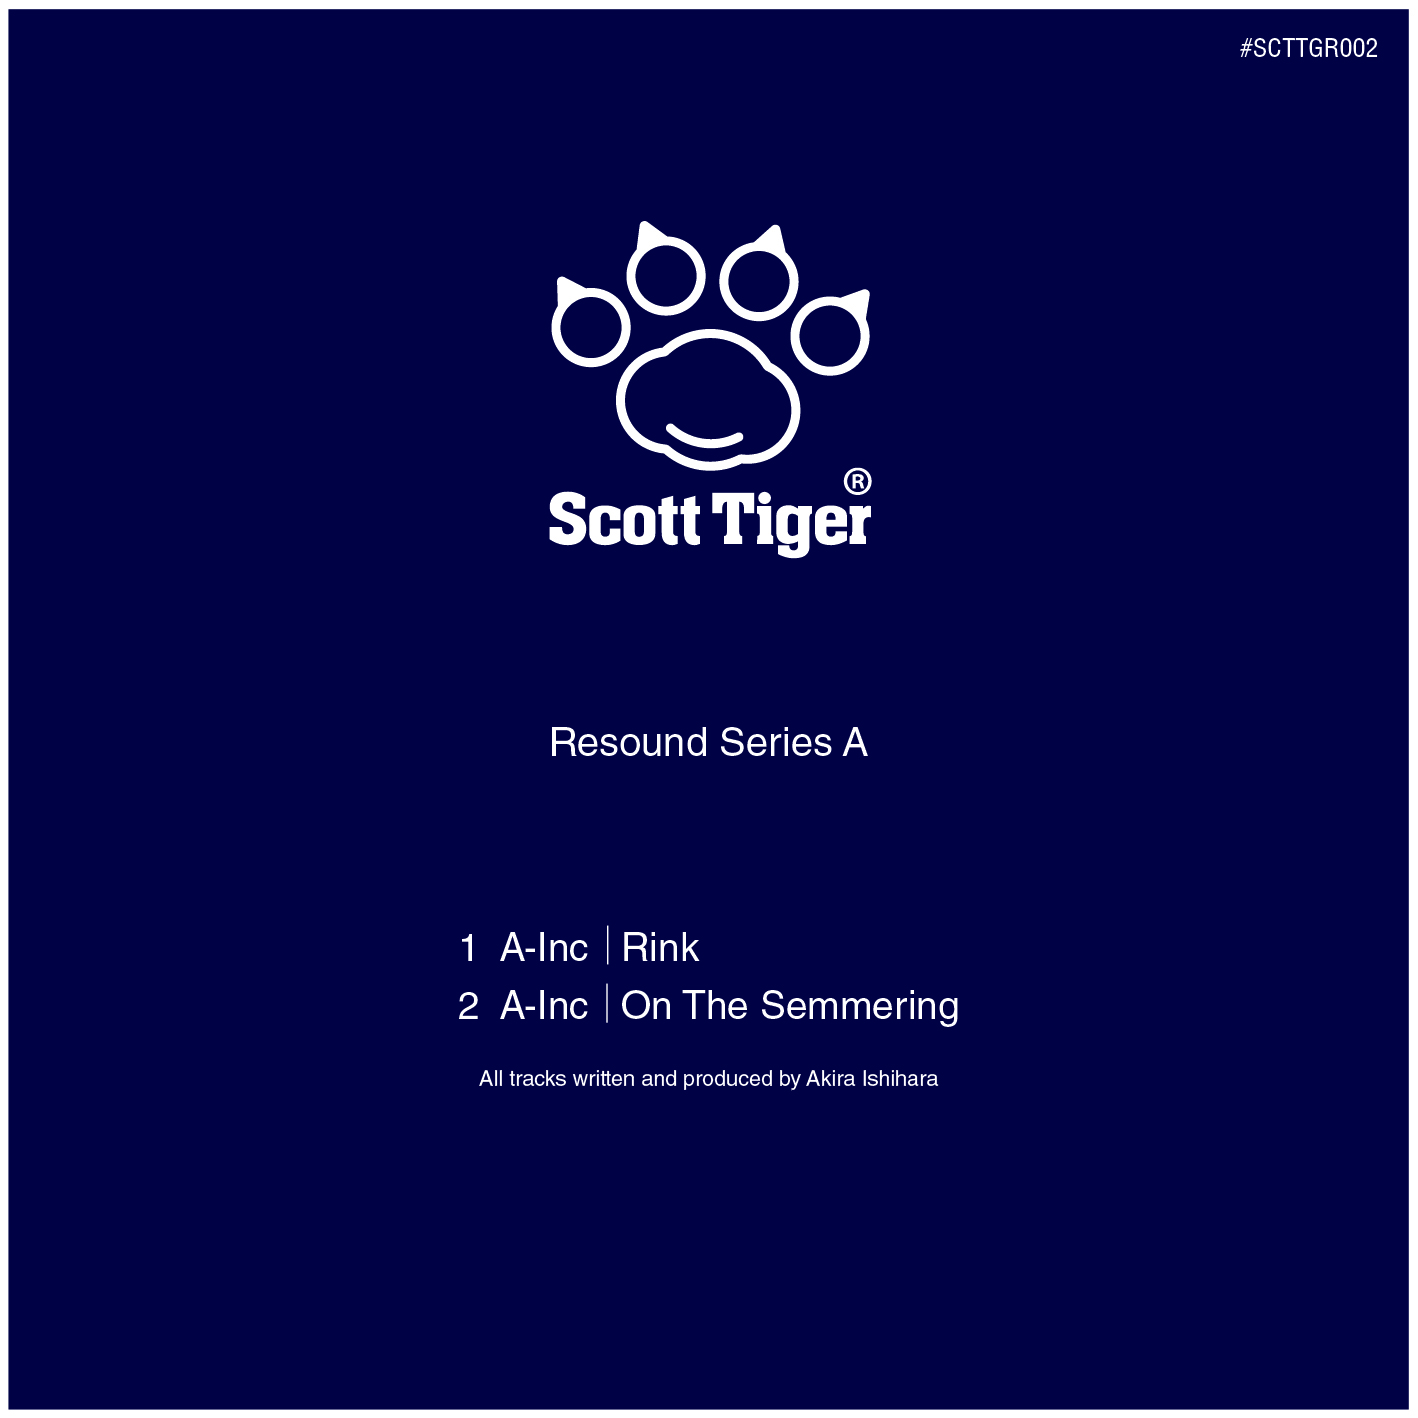 #SCTTGR002
®
Scott Tiger
Resound Series A
1 A-Inc | Rink
2 A-Inc | On The Semmering
All tracks written and produced by Akira Ishihara